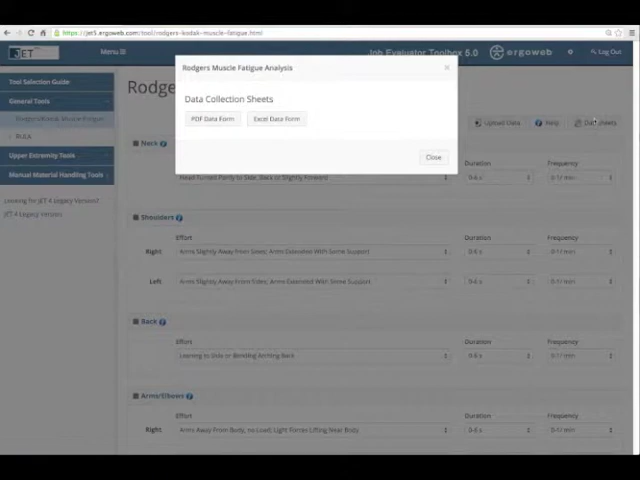 https://jet5.ergoweb.com/tool/rodgers-kodak-muscle-fatigue.html
JET
Menu
Job Evaluator Toolbox 5.0
ergoweb
Log Out
Tool Selection Guide
General Tools
Rodgers/Kodak Muscle Fatigue
RULA
Upper Extremity Tools
Manual Material Handling Tools
Looking for JET 4 Legacy Version?
JET 4 Legacy Version
Rodge
Rodgers Muscle Fatigue Analysis
×
Data Collection Sheets
PDF Data Form
Excel Data Form
Close
Upload Data
Help
Data Sheets
Neck
Duration
Frequency
Head Turned Partly to Side, Back or Slightly Forward
0-6 s
0-1/ min
Shoulders
Effort
Duration
Frequency
Right
Arms Slightly Away From Sides; Arms Extended With Some Support
0-6 s
0-1/ min
Left
Arms Slightly Away From Sides; Arms Extended With Some Support
0-6 s
0-1/ min
Back
Effort
Duration
Frequency
Leaning to Side or Bending Arching Back
0-6 s
0-1/ min
Arms/Elbows
Effort
Duration
Frequency
Right
Arms Away From Body, no Load; Light Forces Lifting Near Body
0-6 s
0-1/ min